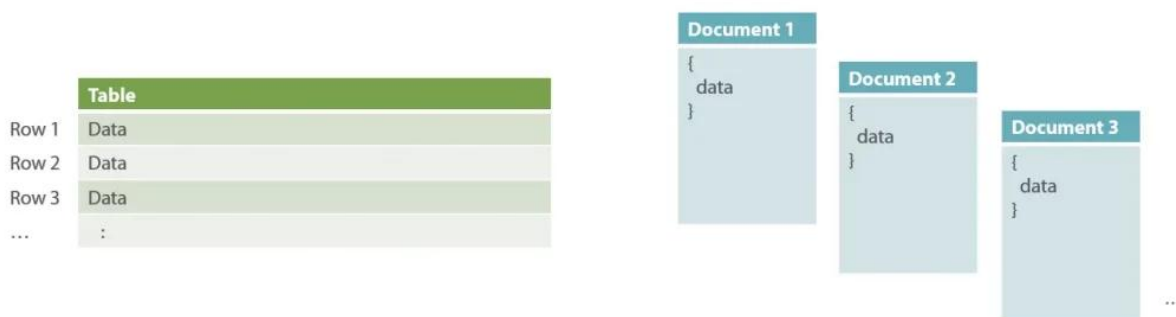 Table
Row 1 Data
Row 2 Data
Row 3 Data
... :
Document 1
{
data
}
Document 2
{
data
}
Document 3
{
data
}
...